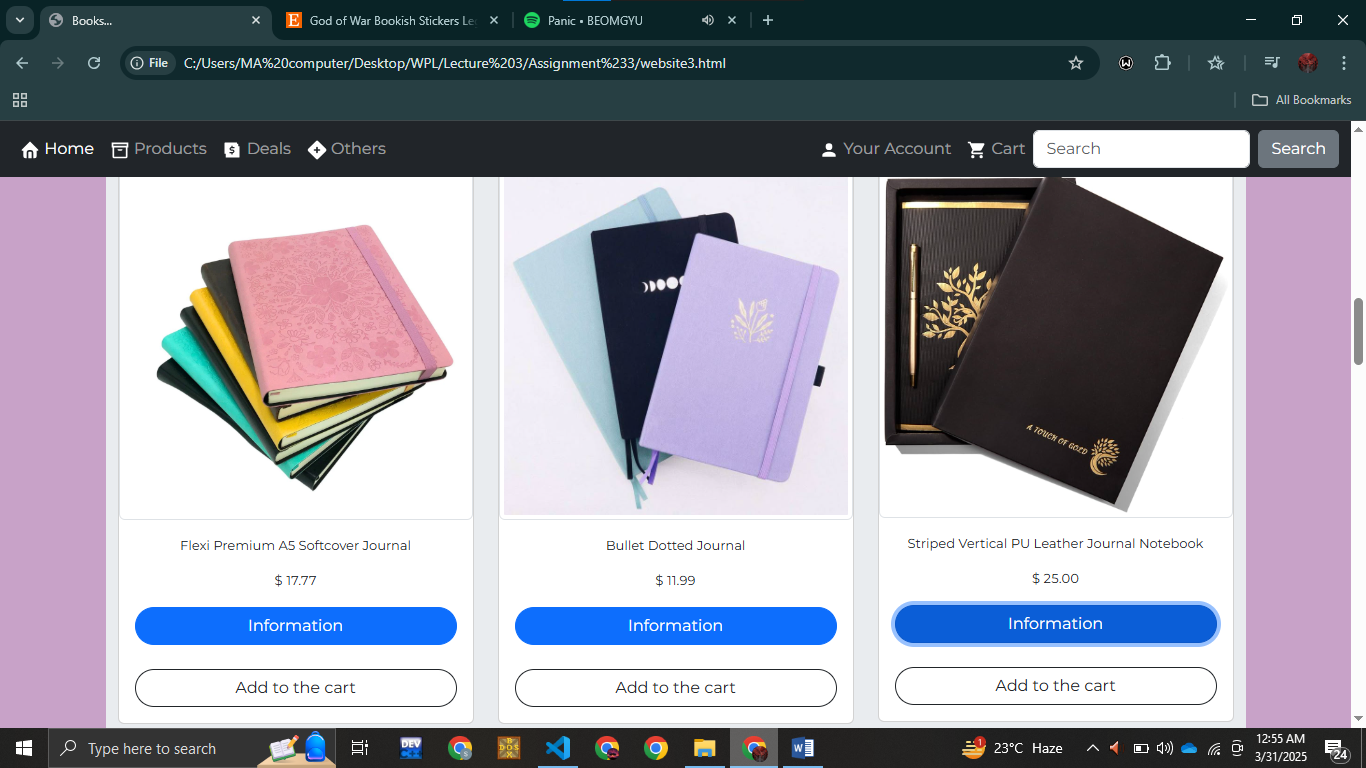 Books...
God of War Bookish Stickers Le
Panic • BEOMGYU
File
C:/Users/MA%20computer/Desktop/WPL/Lecture%203/Assignment%233/website3.html
All Bookmarks
Home
Products
Deals
Others
Your Account
Cart
Search
Search
A TOUCH OF GOLD
Flexi Premium A5 Softcover Journal
Bullet Dotted Journal
Striped Vertical PU Leather Journal Notebook
$ 17.77
$ 11.99
$ 25.00
Information
Information
Information
Add to the cart
Add to the cart
Add to the cart
Type here to search
DEV
23°C Haze
12:55 AM
3/31/2025
24